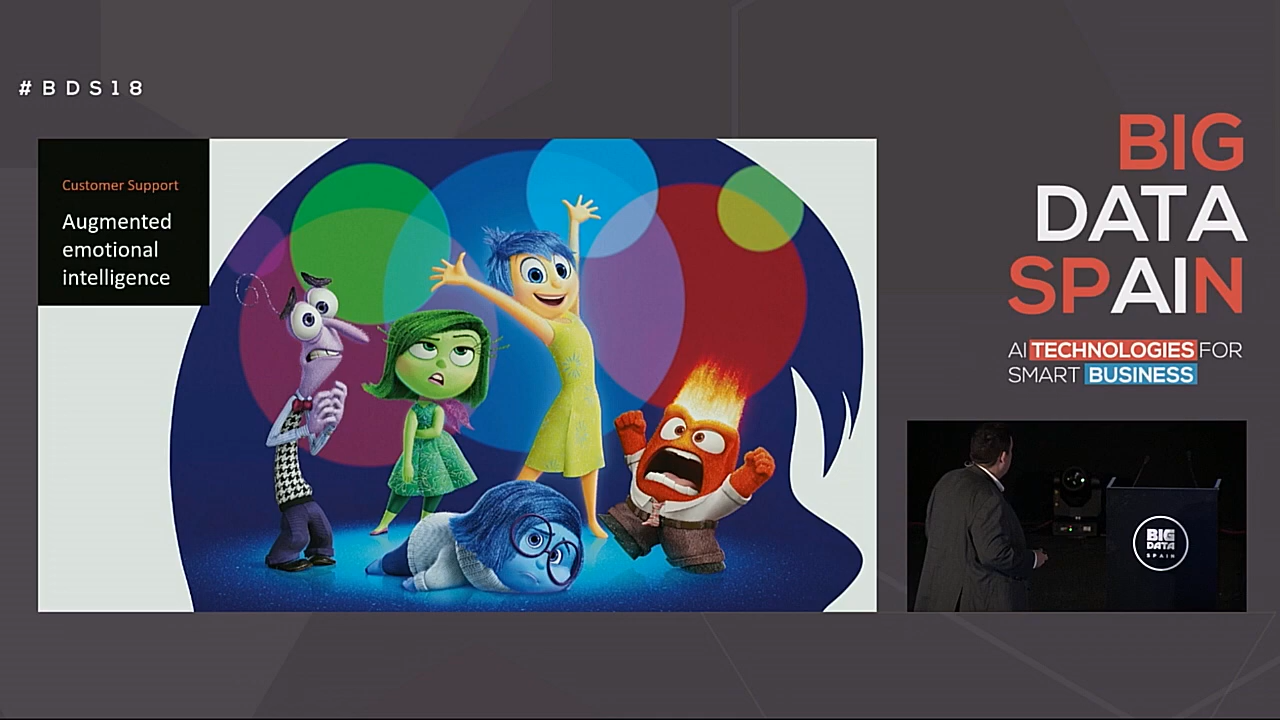 #BDS18
Customer Support
Augmented
emotional
intelligence
BIG
DATA
SPAIN
AI TECHNOLOGIES FOR
SMART BUSINESS
BIG
DATA
SPAIN